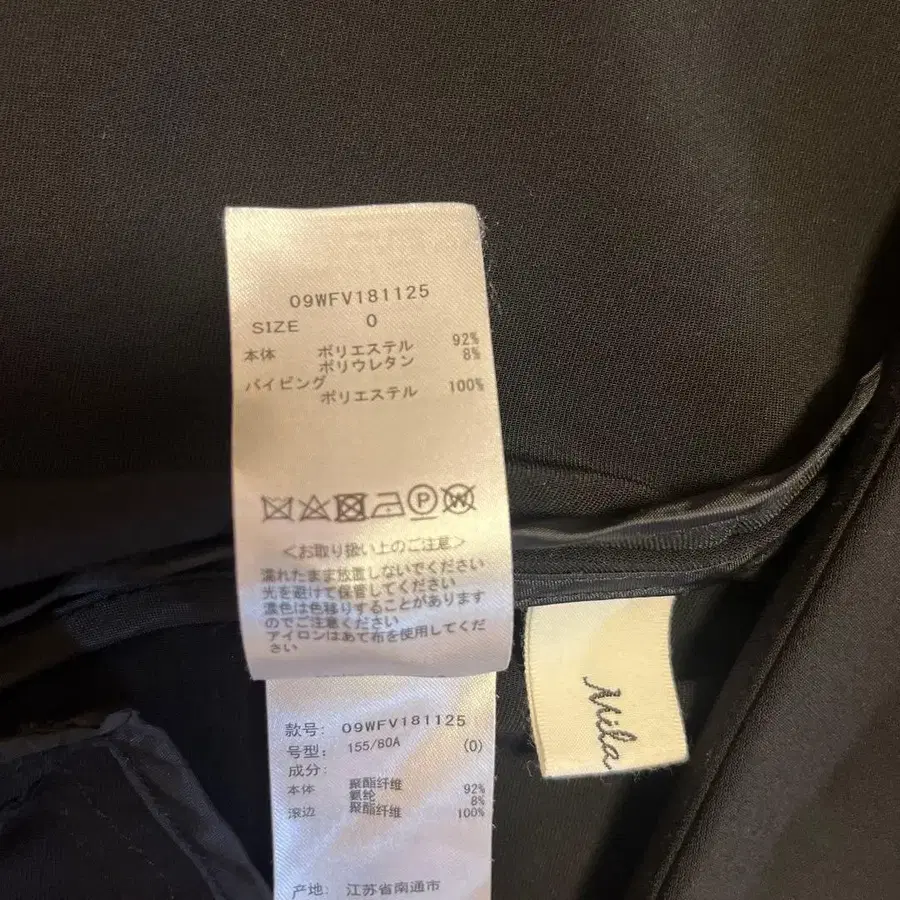 09WFV181125
SIZE 0
本体 ポリエステル 92%
ポリウレタン 8%
パイピング
ポリエステル 100%
P W
<お取り扱い上のご注意>
濡れたまま放置しないでください
光を避けて保管してください
濃色は色移りすることがあります
のでご注意ください
アイロンはあて布を使用してくだ
さい
Mila
款号: 09WFV181125
号型: 155/80A (0)
成分:
本体 聚酯纤维 92%
氨纶 8%
滚边 聚酯纤维 100%
产地: 江苏省南通市